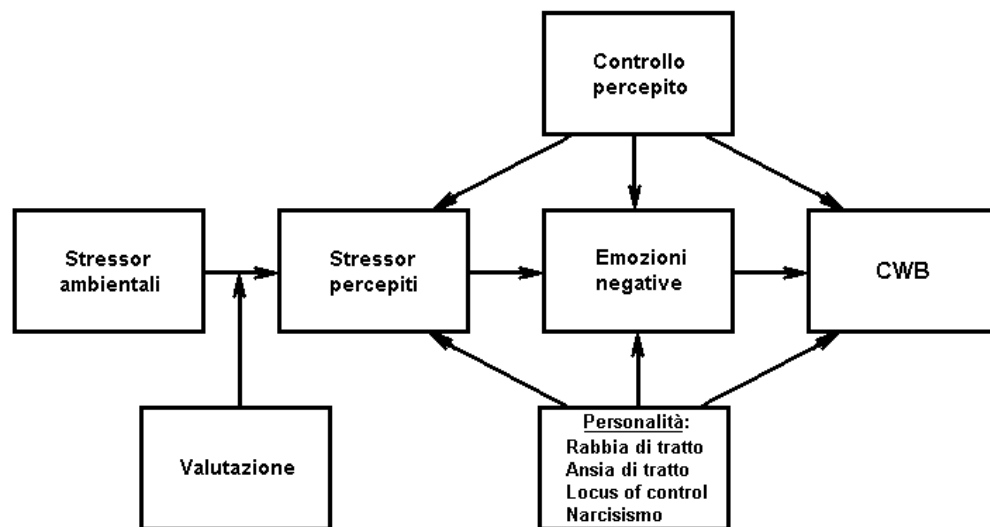 Controllo
percepito
Stressor
ambientali
Stressor
percepiti
Emozioni
negative
CWB
Valutazione
Personalità:
Rabbia di tratto
Ansia di tratto
Locus of control
Narcisismo